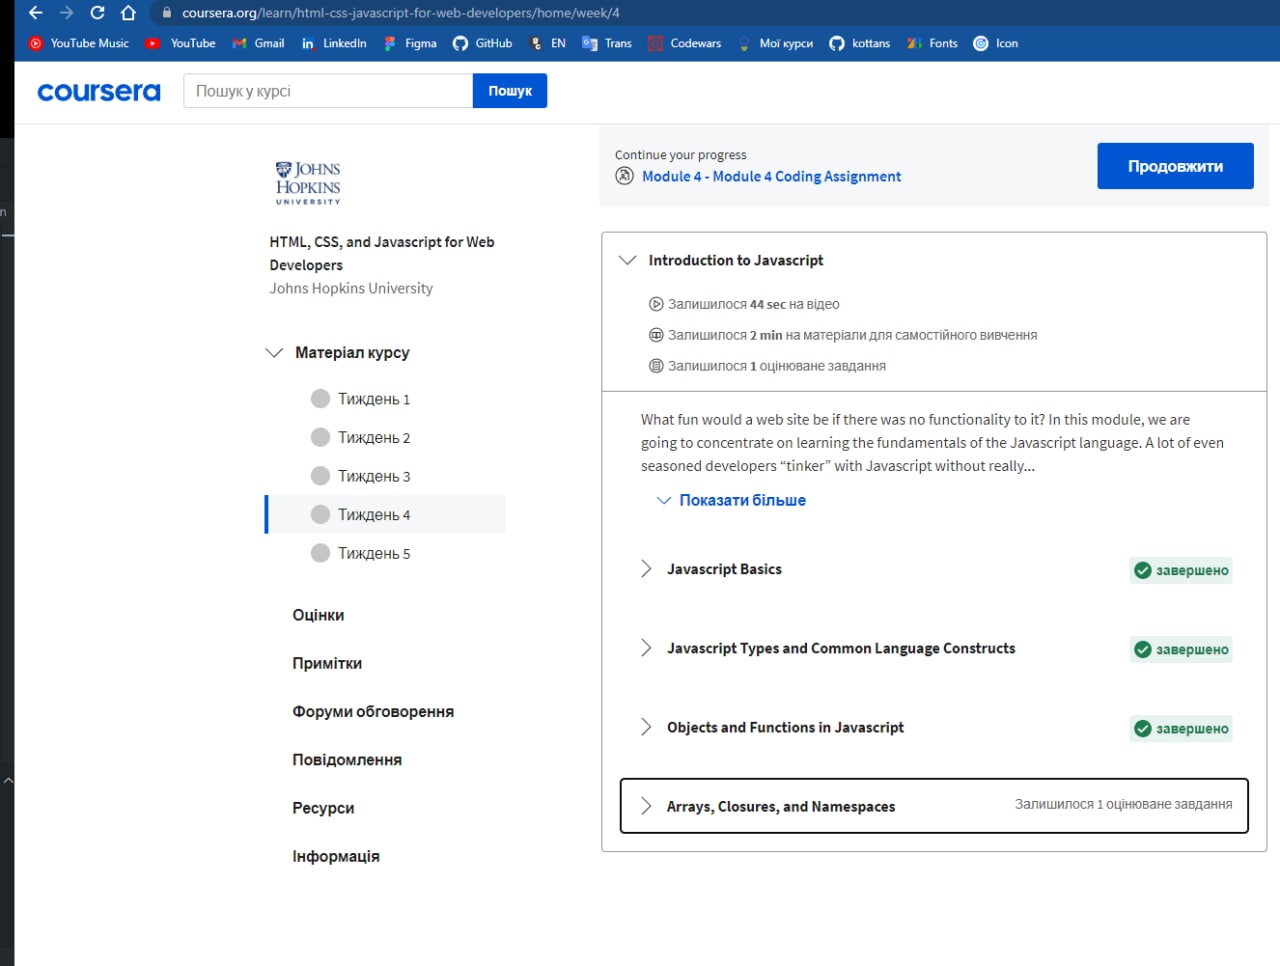 coursera.org/learn/html-css-javascript-for-web-developers/home/week/4
YouTube Music YouTube Gmail LinkedIn Figma GitHub EN Trans Codewars Мої курси kottans Fonts Icon
coursera Пошук у курсі Пошук
JOHNS
HOPKINS
UNIVERSITY
HTML, CSS, and Javascript for Web
Developers
Johns Hopkins University
Матеріал курсу
Тиждень 1
Тиждень 2
Тиждень 3
Тиждень 4
Тиждень 5
Оцінки
Примітки
Форуми обговорення
Повідомлення
Ресурси
Інформація
Continue your progress
Module 4 - Module 4 Coding Assignment
Продовжити
Introduction to Javascript
Залишилося 44 sec на відео
Залишилося 2 min на матеріали для самостійного вивчення
Залишилося 1 оцінюване завдання
What fun would a web site be if there was no functionality to it? In this module, we are
going to concentrate on learning the fundamentals of the Javascript language. A lot of even
seasoned developers “tinker” with Javascript without really...
Показати більше
Javascript Basics завершено
Javascript Types and Common Language Constructs завершено
Objects and Functions in Javascript завершено
Arrays, Closures, and Namespaces Залишилося 1 оцінюване завдання